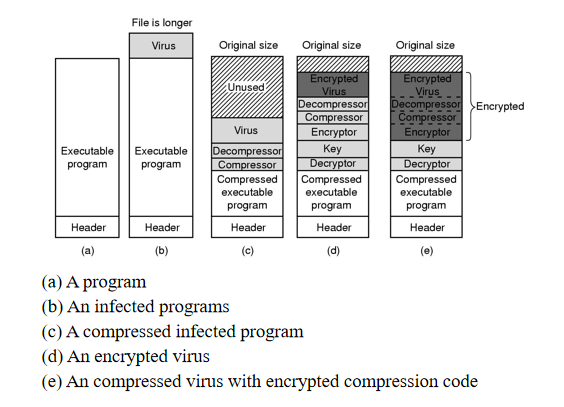 File is longer
Virus
Original size
Original size
Original size
Executable
program
Header
(a)
Executable
program
Header
(b)
Unused
Virus
Decompressor
Compressor
Compressed
executable
program
Header
(c)
Encrypted
Virus
Decompressor
Compressor
Encryptor
Key
Decryptor
Compressed
executable
program
Header
(d)
Encrypted
Virus
Decompressor
Compressor
Encryptor
Key
Decryptor
Compressed
executable
program
Header
(e)
Encrypted
(a) A program
(b) An infected programs
(c) A compressed infected program
(d) An encrypted virus
(e) An compressed virus with encrypted compression code